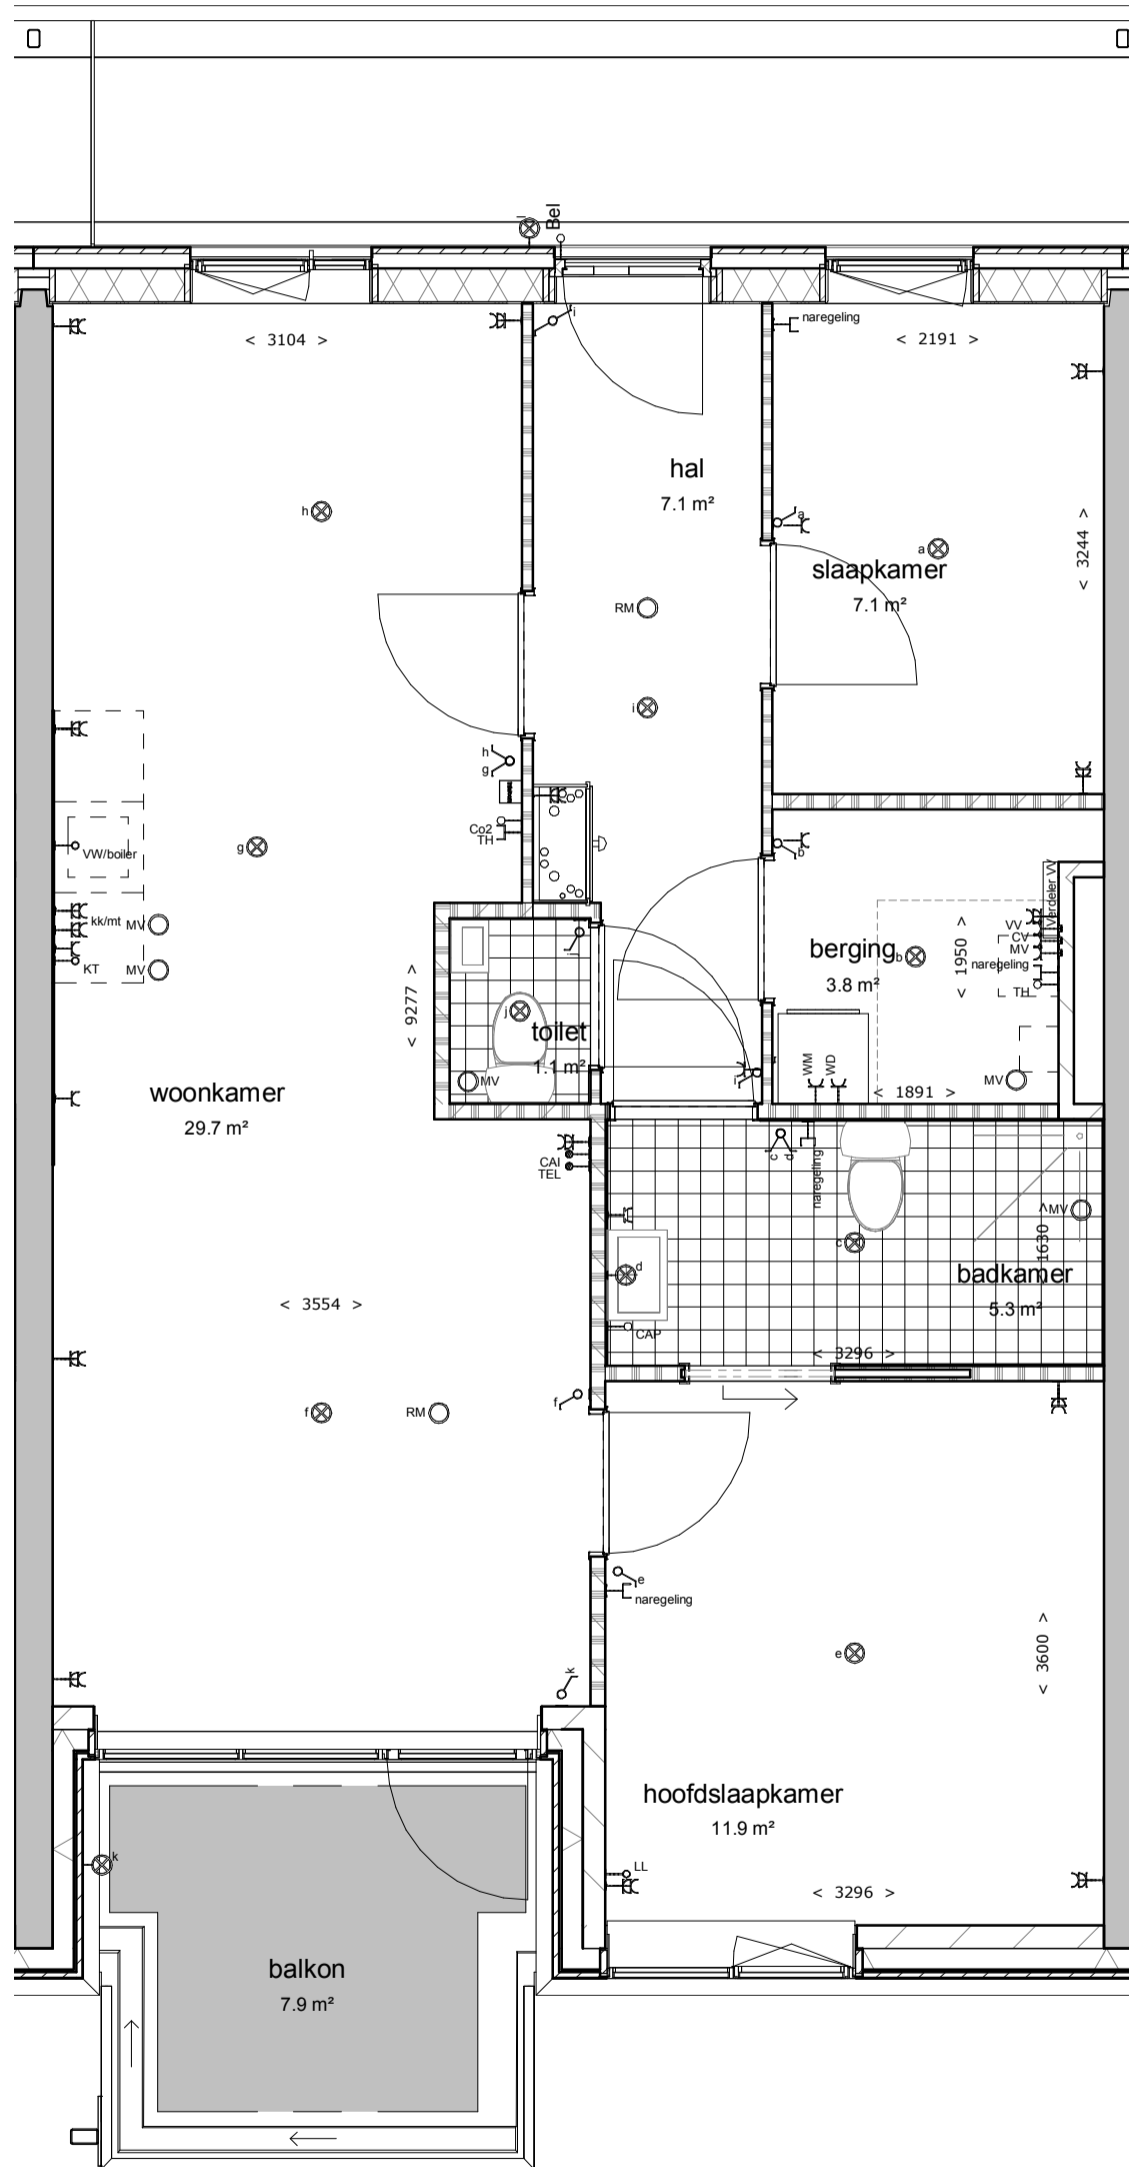 Bel
l
i
naregeling
< 3104 >
< 2191 >
hal
7.1 m²
h
a
a
< 3244 >
slaapkamer
7.1 m²
RM
i
h
g
Co2
TH
g
VW/boiler
b
Verdeler VV
kk/mt
MV
VV
CV
MV
KT
MV
berging
3.8 m²
b
< 1950 >
naregeling
TH
< 9277 >
j
j
toilet
1.1 m²
MV
i
WM
WD
MV
< 1891 >
woonkamer
29.7 m²
CAI
TEL
c
d
naregeling
MV
< 1630 >
c
d
badkamer
5.3 m²
< 3554 >
CAP
< 3296 >
f
f
RM
e
naregeling
e
< 3600 >
k
hoofdslaapkamer
11.9 m²
k
LL
< 3296 >
balkon
7.9 m²